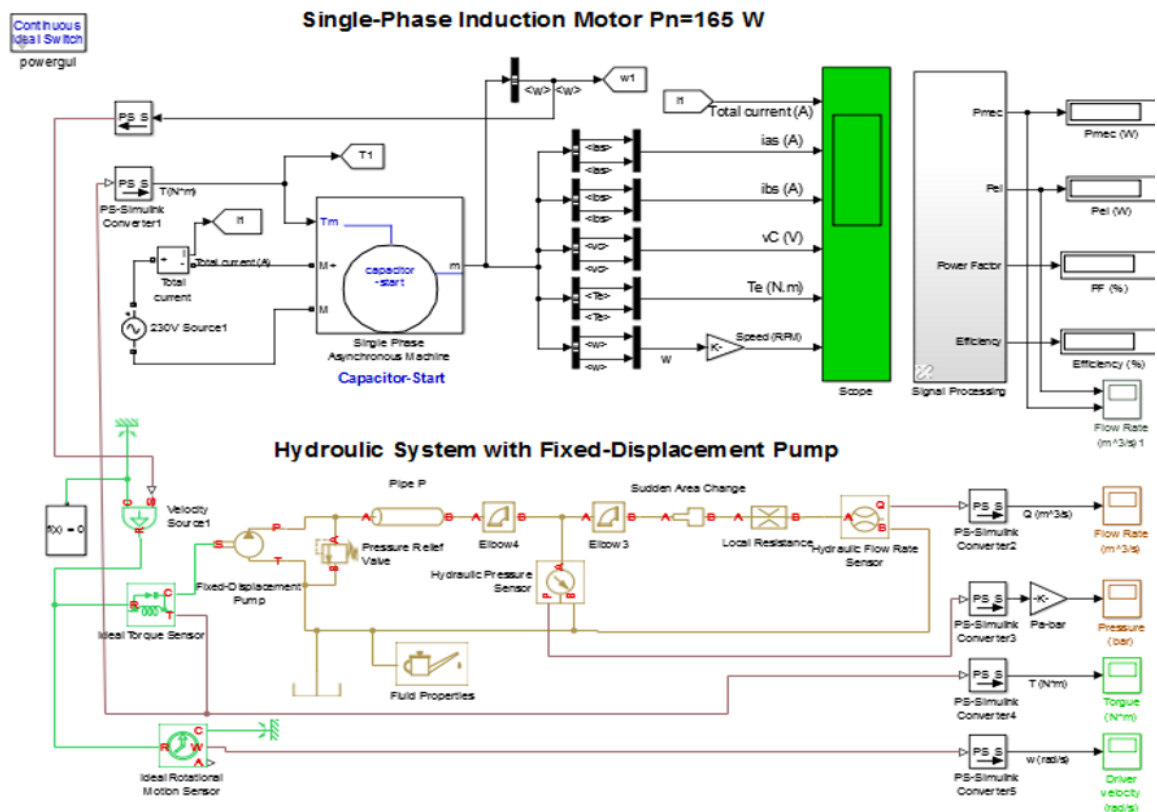 Single-Phase Induction Motor Pn=165 W
Continuous
Ideal Switch
powergui
<w>
<w>
w1
I1
Total current (A)
PS S
T1
<Ias>
<Ias>
ias (A)
PS S
T(N*m)
PS-Simulink
Converter1
<Ibs>
<Ibs>
ibs (A)
I1
Total current (A)
+
i
-
Total
current
Tm
M+
M
m
capacitor
-start
<vc>
<vc>
vC (V)
<Te>
<Te>
Te (N.m)
230V Source1
Single Phase
Asynchronous Machine
Capacitor-Start
<w>
<w>
W
-K-
Speed (RPM)
Scope
Pmec
Pel
Power Factor
Efficiency
Signal Processing
Pmec (W)
Pel (W)
PF (%)
Efficiency (%)
Flow Rate
(m^3/s)1
Hydroulic System with Fixed-Displacement Pump
f(x) = 0
C
S
R
Velocity
Source1
S
P
T
Fixed-Displacement
Pump
A
B
Pressure Relief
Valve
Pipe P
A
B
A
B
Elbow4
A
B
Elbow3
Sudden Area Change
A
B
A
B
Local Resistance
A
Q
B
Hydraulic Flow Rate
Sensor
Hydraulic Pressure
Sensor
A
P
B
PS S
Q (m^3/s)
PS-Simulink
Converter2
Flow Rate
(m^3/s)
R
C
T
Ideal Torque Sensor
PS S
-K-
PS-Simulink
Converter3
Pa-bar
Pressure
(bar)
Fluid Properties
PS S
T (N*m)
PS-Simulink
Converter4
Torgue
(N*m)
R
C
W
A
Ideal Rotational
Motion Sensor
PS S
w (rad/s)
PS-Simulink
Converter5
Driver
velocity
(rad/s)